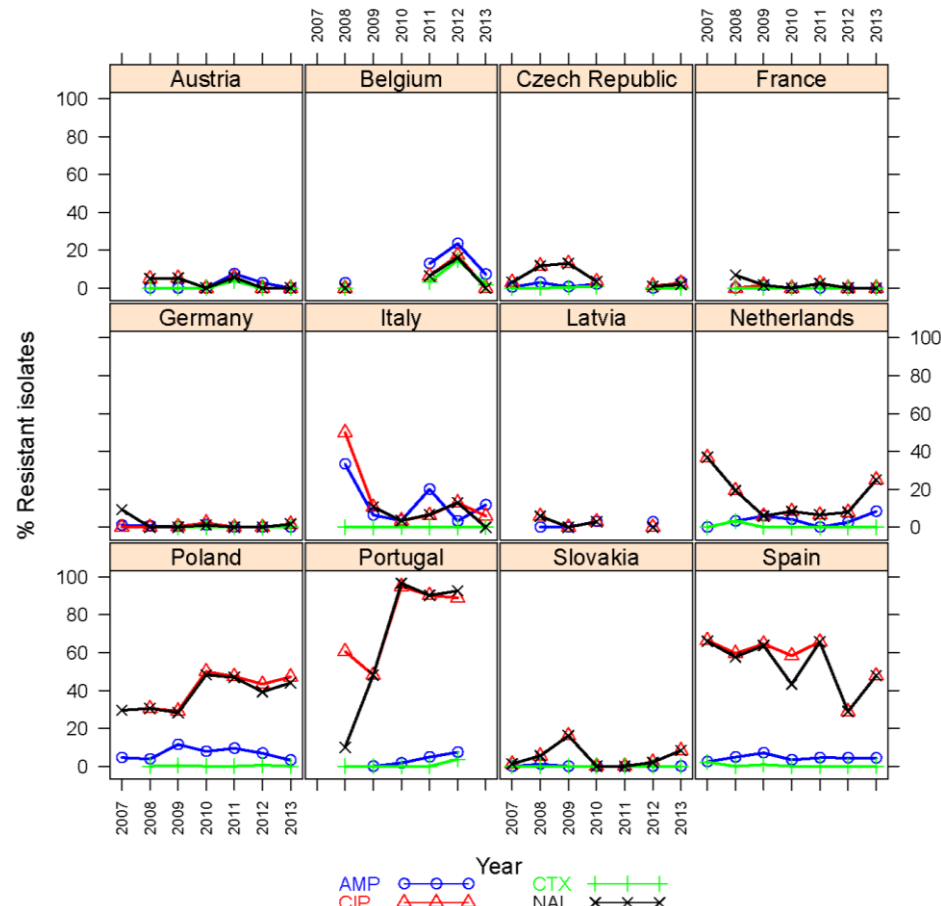 2007 2008 2009 2010 2011 2012 2013
Austria Belgium Czech Republic France
100
80
60
40
20
0
Germany Italy Latvia Netherlands
100
80
60
40
20
0
% Resistant isolates
Poland Portugal Slovakia Spain
100
80
60
40
20
0
2007 2008 2009 2010 2011 2012 2013 2007 2008 2009 2010 2011 2012 2013
2007 2008 2009 2010 2011 2012 2013
Year
AMP CTX
CIP NAL